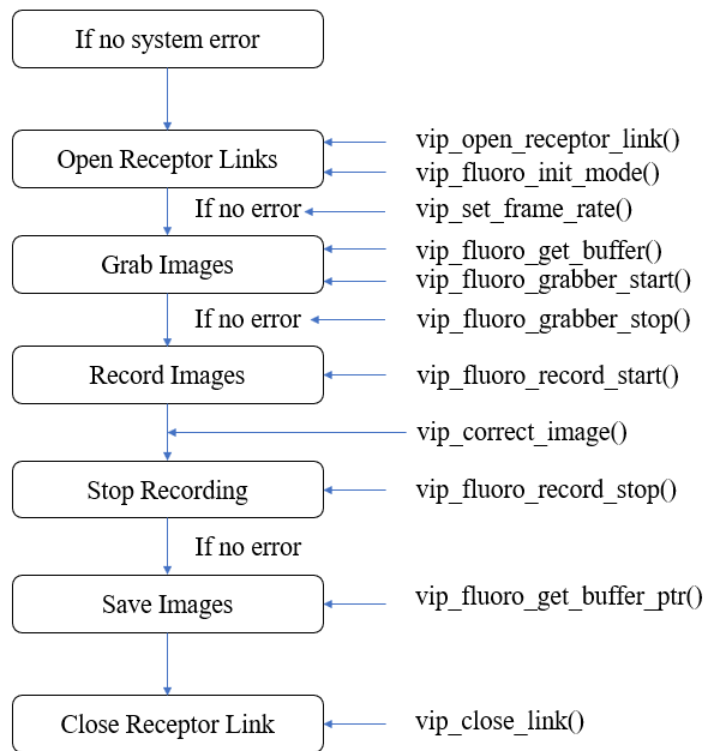 If no system error
vip_open_receptor_link()
Open Receptor Links
vip_fluoro_init_mode()
If no error
vip_set_frame_rate()
vip_fluoro_get_buffer()
Grab Images
vip_fluoro_grabber_start()
If no error
vip_fluoro_grabber_stop()
Record Images
vip_fluoro_record_start()
vip_correct_image()
Stop Recording
vip_fluoro_record_stop()
If no error
Save Images
vip_fluoro_get_buffer_ptr()
Close Receptor Link
vip_close_link()